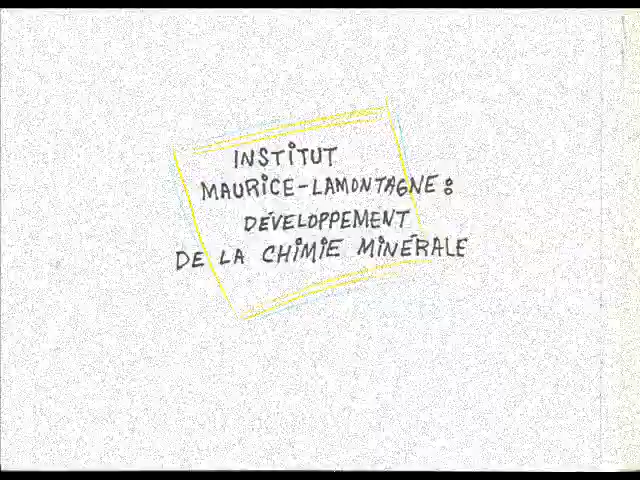 INSTITUT
MAURICE-LAMONTAGNE :
DÉVELOPPEMENT
DE LA CHIMIE MINÉRALE